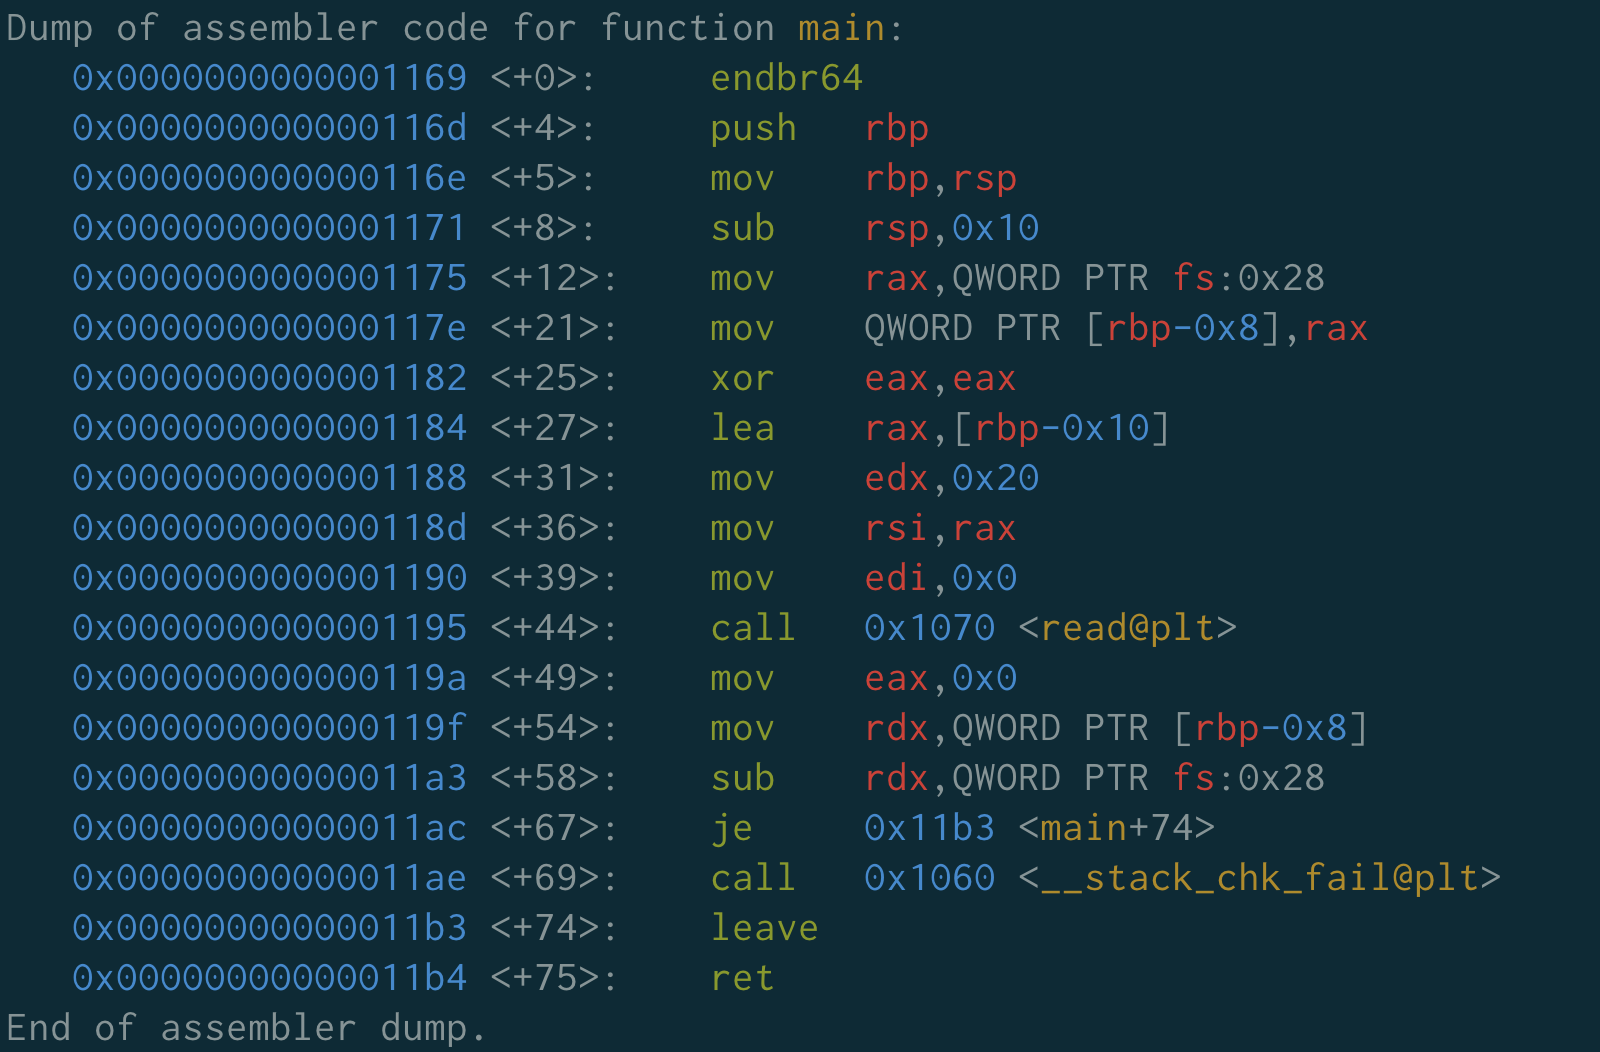 Dump of assembler code for function main:
   0x0000000000001169 <+0>:     endbr64
   0x000000000000116d <+4>:     push   rbp
   0x000000000000116e <+5>:     mov    rbp,rsp
   0x0000000000001171 <+8>:     sub    rsp,0x10
   0x0000000000001175 <+12>:    mov    rax,QWORD PTR fs:0x28
   0x000000000000117e <+21>:    mov    QWORD PTR [rbp-0x8],rax
   0x0000000000001182 <+25>:    xor    eax,eax
   0x0000000000001184 <+27>:    lea    rax,[rbp-0x10]
   0x0000000000001188 <+31>:    mov    edx,0x20
   0x000000000000118d <+36>:    mov    rsi,rax
   0x0000000000001190 <+39>:    mov    edi,0x0
   0x0000000000001195 <+44>:    call   0x1070 <read@plt>
   0x000000000000119a <+49>:    mov    eax,0x0
   0x000000000000119f <+54>:    mov    rdx,QWORD PTR [rbp-0x8]
   0x00000000000011a3 <+58>:    sub    rdx,QWORD PTR fs:0x28
   0x00000000000011ac <+67>:    je     0x11b3 <main+74>
   0x00000000000011ae <+69>:    call   0x1060 <__stack_chk_fail@plt>
   0x00000000000011b3 <+74>:    leave
   0x00000000000011b4 <+75>:    ret
End of assembler dump.